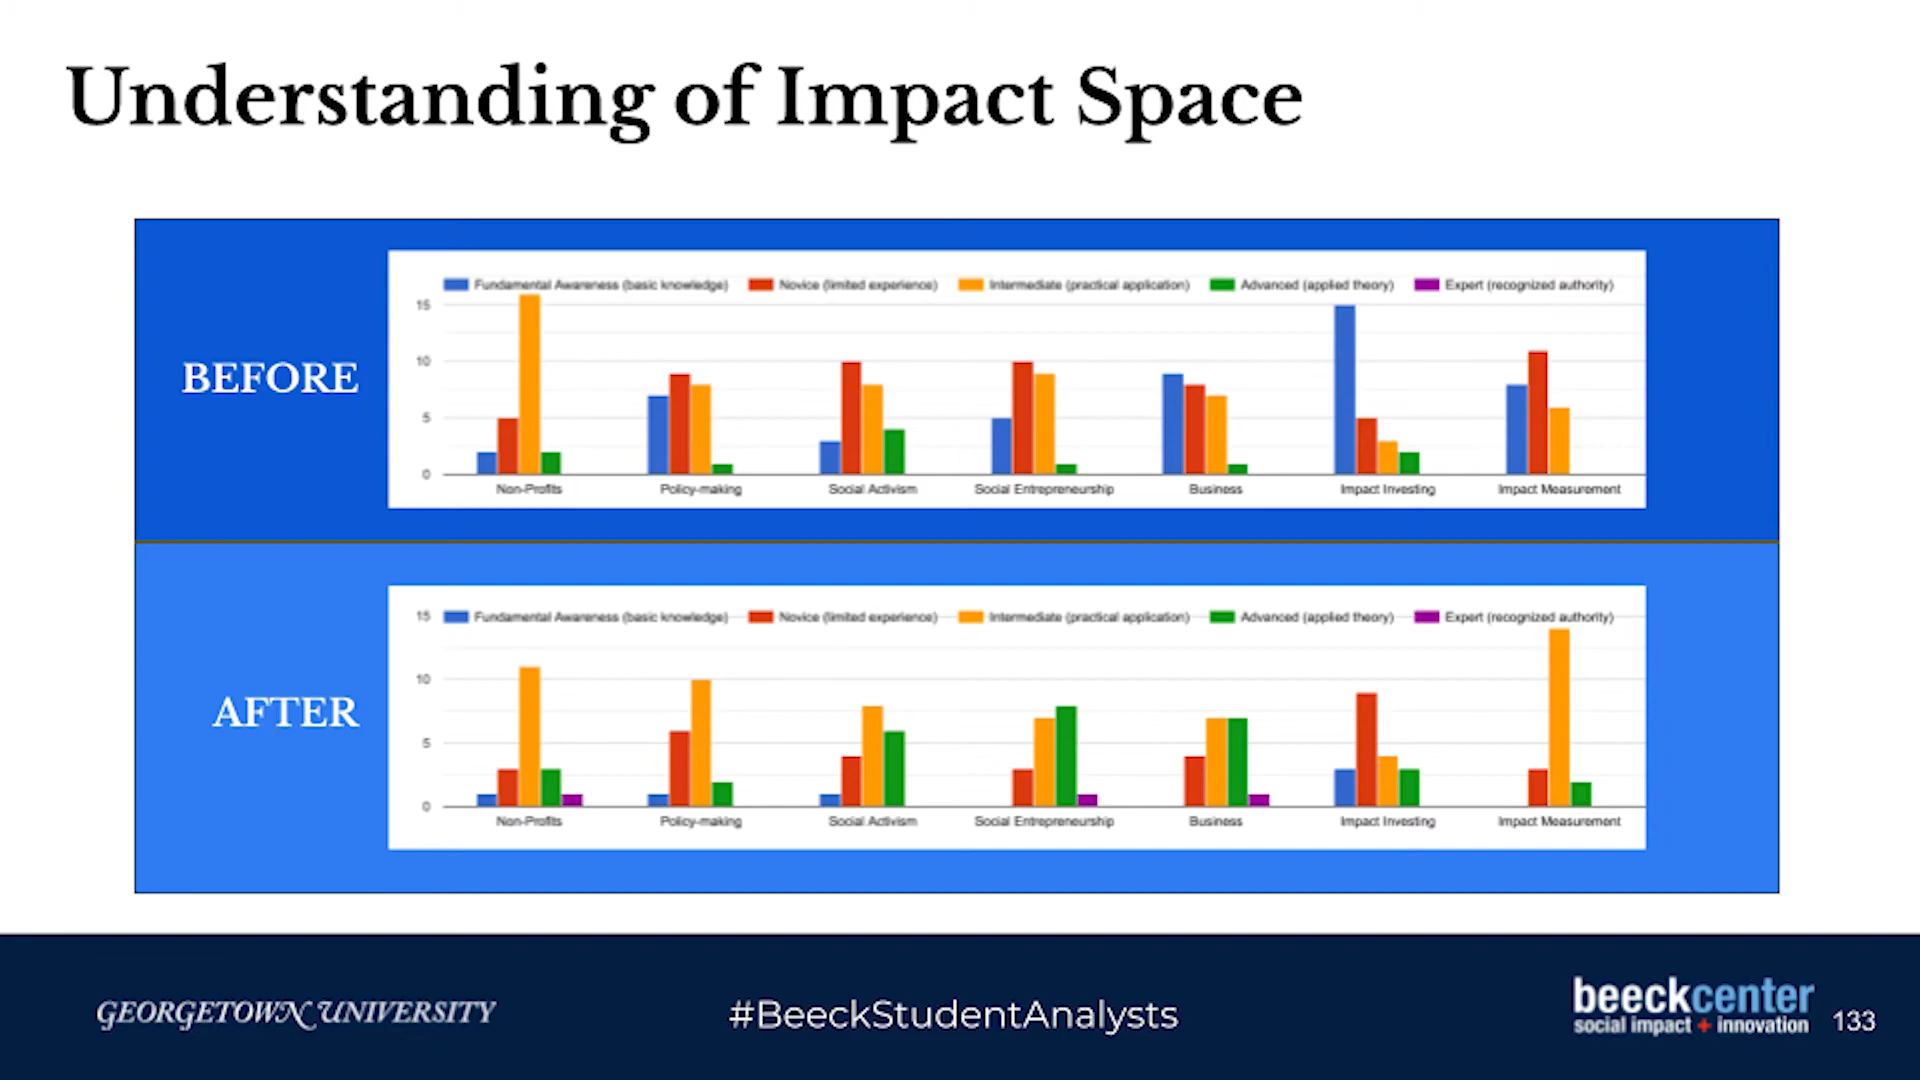 Understanding of Impact Space
BEFORE
Fundamental Awareness (basic knowledge) Novice (limited experience) Intermediate (practical application) Advanced (applied theory) Expert (recognized authority)
15
10
5
0
Non-Profits Policy-making Social Activism Social Entrepreneurship Business Impact Investing Impact Measurement
AFTER
15 Fundamental Awareness (basic knowledge) Novice (limited experience) Intermediate (practical application) Advanced (applied theory) Expert (recognized authority)
10
5
0
Non-Profits Policy-making Social Activism Social Entrepreneurship Business Impact Investing Impact Measurement
GEORGETOWN UNIVERSITY
#BeeckStudentAnalysts
beeckcenter
social impact + innovation
133